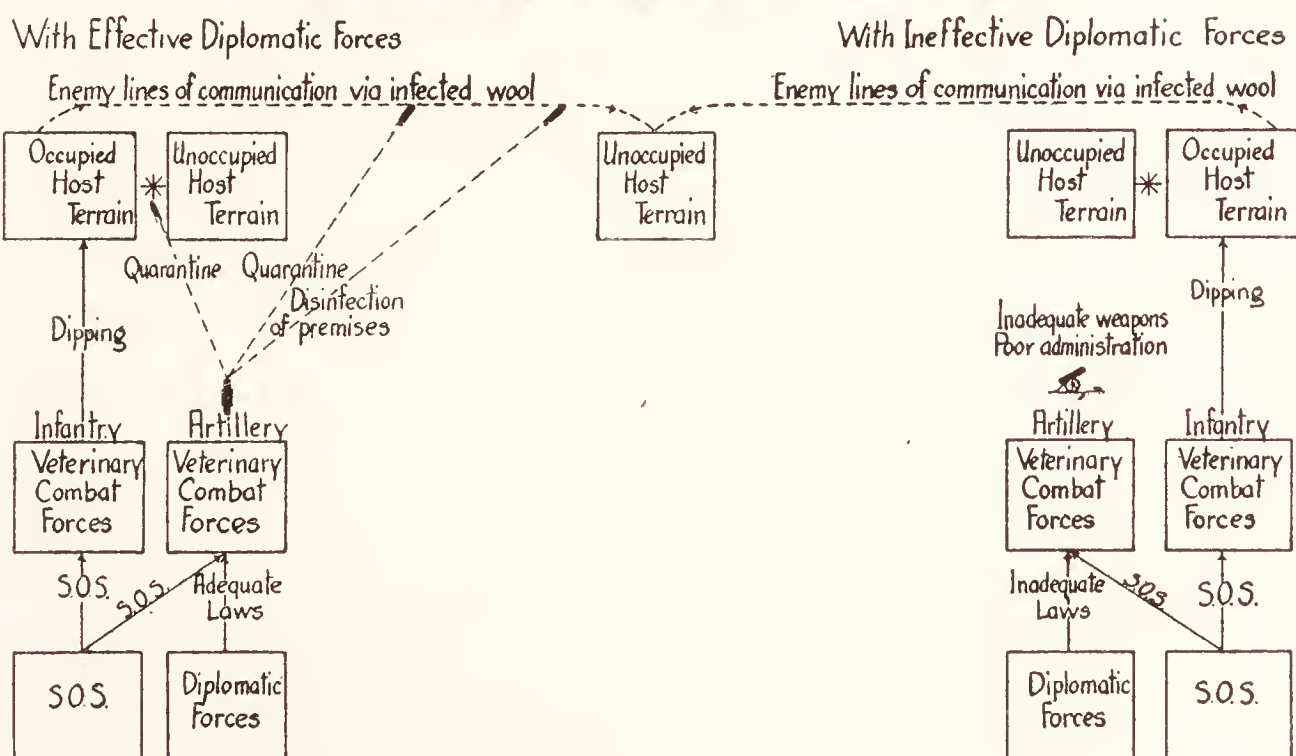 With Effective Diplomatic Forces
With Ineffective Diplomatic Forces
Enemy lines of communication via infected wool
Enemy lines of communication via infected wool
Occupied
Host
Terrain
Unoccupied
Host
Terrain
Unoccupied
Host
Terrain
Unoccupied
Host
Terrain
Occupied
Host
Terrain
Quarantine
Quarantine
Disinfection
of premises
Dipping
Dipping
Inadequate weapons
Poor administration
Infantry
Artillery
Artillery
Infantry
Veterinary
Combat
Forces
Veterinary
Combat
Forces
Veterinary
Combat
Forces
Veterinary
Combat
Forces
S.O.S.
S.O.S.
Adequate
Laws
Inadequate
Laws
S.O.S.
S.O.S.
S.O.S.
Diplomatic
Forces
Diplomatic
Forces
S.O.S.